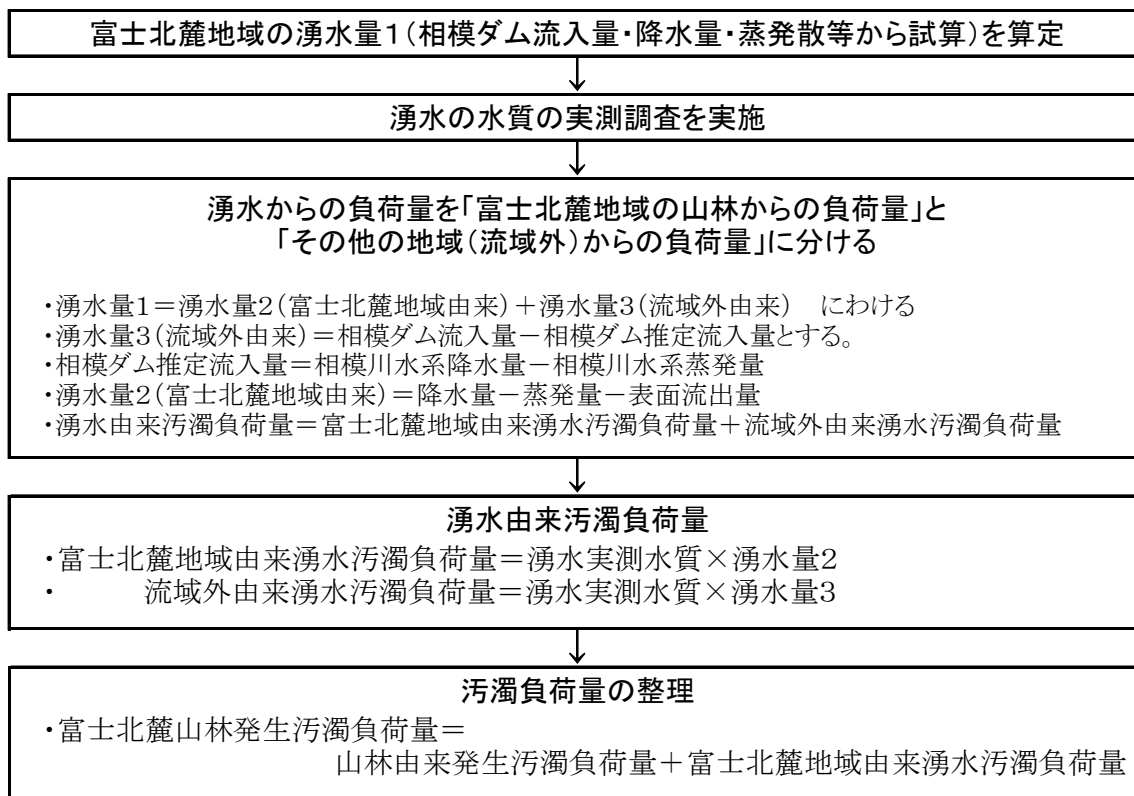 富士北麓地域の湧水量1(相模ダム流入量・降水量・蒸発散等から試算)を算定
湧水の水質の実測調査を実施
湧水からの負荷量を「富士北麓地域の山林からの負荷量」と
「その他の地域(流域外)からの負荷量」に分ける
・湧水量1=湧水量2(富士北麓地域由来)+湧水量3(流域外由来) にわける
・湧水量3(流域外由来)=相模ダム流入量-相模ダム推定流入量とする。
・相模ダム推定流入量=相模川水系降水量-相模川水系蒸発量
・湧水量2(富士北麓地域由来)=降水量-蒸発量-表面流出量
・湧水由来汚濁負荷量=富士北麓地域由来湧水汚濁負荷量+流域外由来湧水汚濁負荷量
湧水由来汚濁負荷量
・富士北麓地域由来湧水汚濁負荷量=湧水実測水質×湧水量2
・ 流域外由来湧水汚濁負荷量=湧水実測水質×湧水量3
汚濁負荷量の整理
・富士北麓山林発生汚濁負荷量=
山林由来発生汚濁負荷量+富士北麓地域由来湧水汚濁負荷量